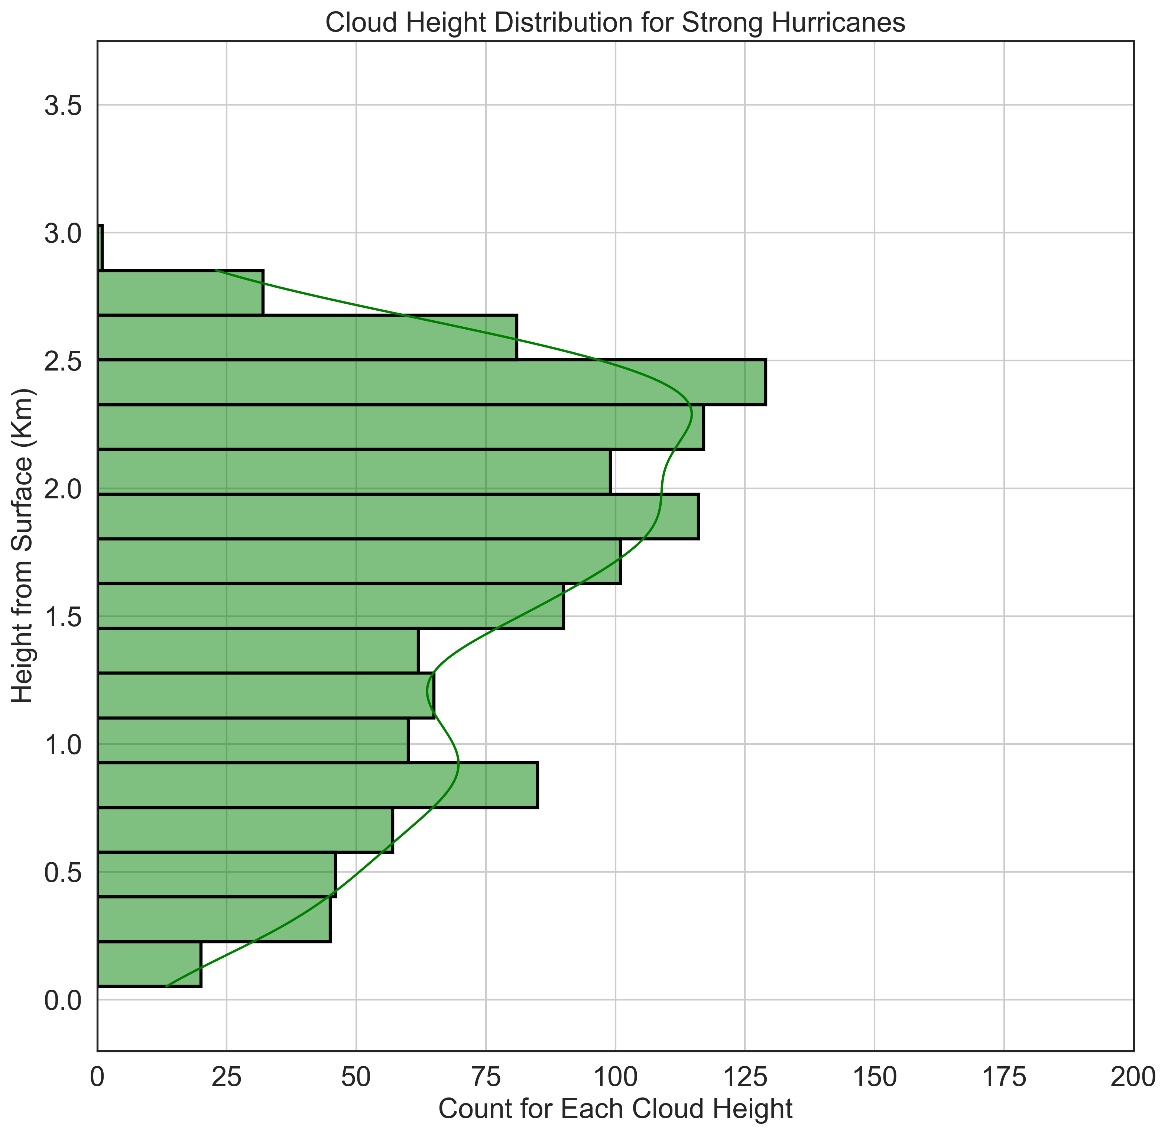 Cloud Height Distribution for Strong Hurricanes
3.5
3.0
2.5
2.0
1.5
1.0
0.5
0.0
Height from Surface (Km)
0 25 50 75 100 125 150 175 200
Count for Each Cloud Height